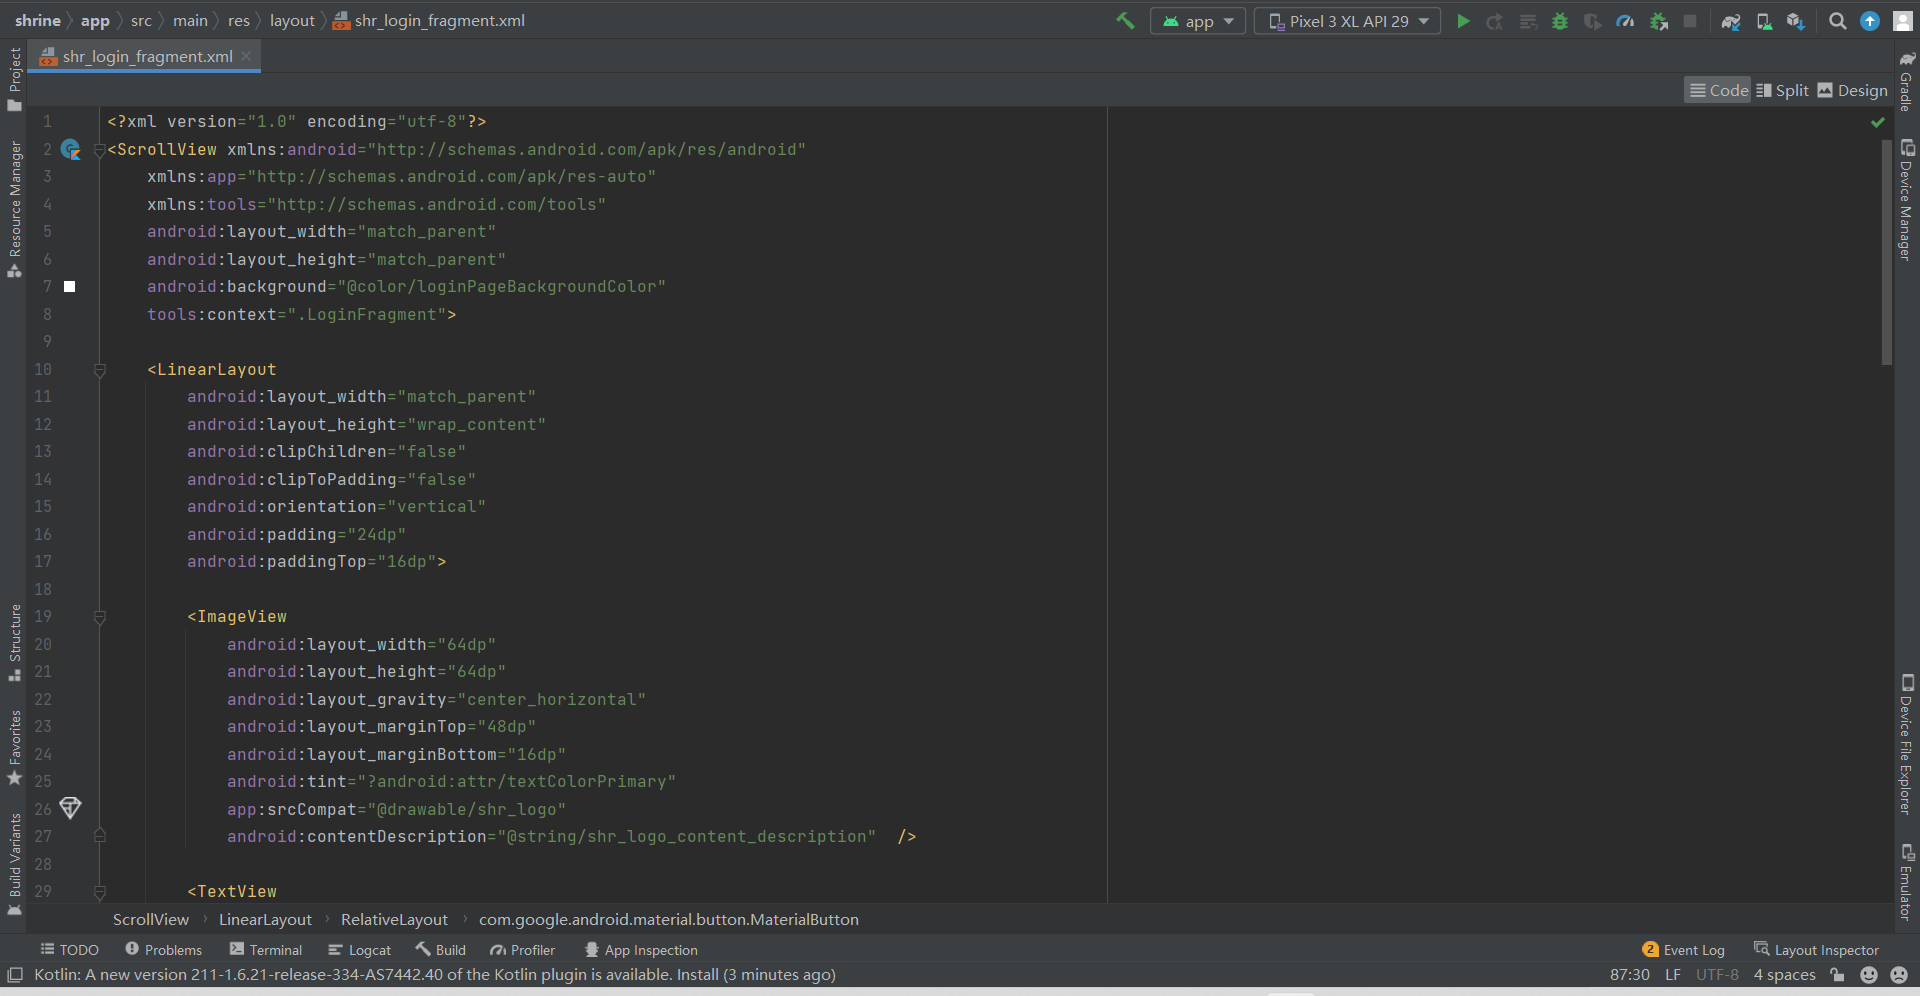 shrine app src main res layout shr_login_fragment.xml app Pixel 3 XL API 29
shr_login_fragment.xml
Code Split Design
Project
Resource Manager
Structure
Favorites
Build Variants
1 <?xml version="1.0" encoding="utf-8"?>
2 <ScrollView xmlns:android="http://schemas.android.com/apk/res/android"
3 xmlns:app="http://schemas.android.com/apk/res-auto"
4 xmlns:tools="http://schemas.android.com/tools"
5 android:layout_width="match_parent"
6 android:layout_height="match_parent"
7 android:background="@color/loginPageBackgroundColor"
8 tools:context=".LoginFragment">
9
10 <LinearLayout
11 android:layout_width="match_parent"
12 android:layout_height="wrap_content"
13 android:clipChildren="false"
14 android:clipToPadding="false"
15 android:orientation="vertical"
16 android:padding="24dp"
17 android:paddingTop="16dp">
18
19 <ImageView
20 android:layout_width="64dp"
21 android:layout_height="64dp"
22 android:layout_gravity="center_horizontal"
23 android:layout_marginTop="48dp"
24 android:layout_marginBottom="16dp"
25 android:tint="?android:attr/textColorPrimary"
26 app:srcCompat="@drawable/shr_logo"
27 android:contentDescription="@string/shr_logo_content_description" />
28
29 <TextView
Gradle
Device Manager
Device File Explorer
Emulator
ScrollView LinearLayout RelativeLayout com.google.android.material.button.MaterialButton
TODO Problems Terminal Logcat Build Profiler App Inspection 2 Event Log Layout Inspector
Kotlin: A new version 211-1.6.21-release-334-AS7442.40 of the Kotlin plugin is available. Install (3 minutes ago) 87:30 LF UTF-8 4 spaces